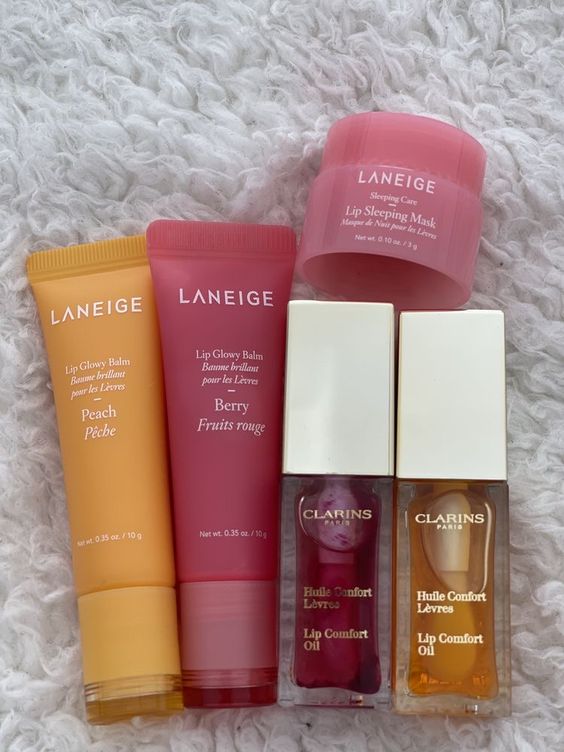 LANEIGE
Sleeping Care
Lip Sleeping Mask
Masque de Nuit pour les Lèvres
Net wt. 0.10 oz. / 3 g
LANEIGE
Lip Glowy Balm
Baume brillant
pour les Lèvres
Peach
Pêche
Net wt. 0.35 oz. / 10 g
LANEIGE
Lip Glowy Balm
Baume brillant
pour les Lèvres
Berry
Fruits rouge
Net wt. 0.35 oz. / 10 g
CLARINS
PARIS
Huile Confort
Lèvres
Lip Comfort
Oil
CLARINS
PARIS
Huile Confort
Lèvres
Lip Comfort
Oil